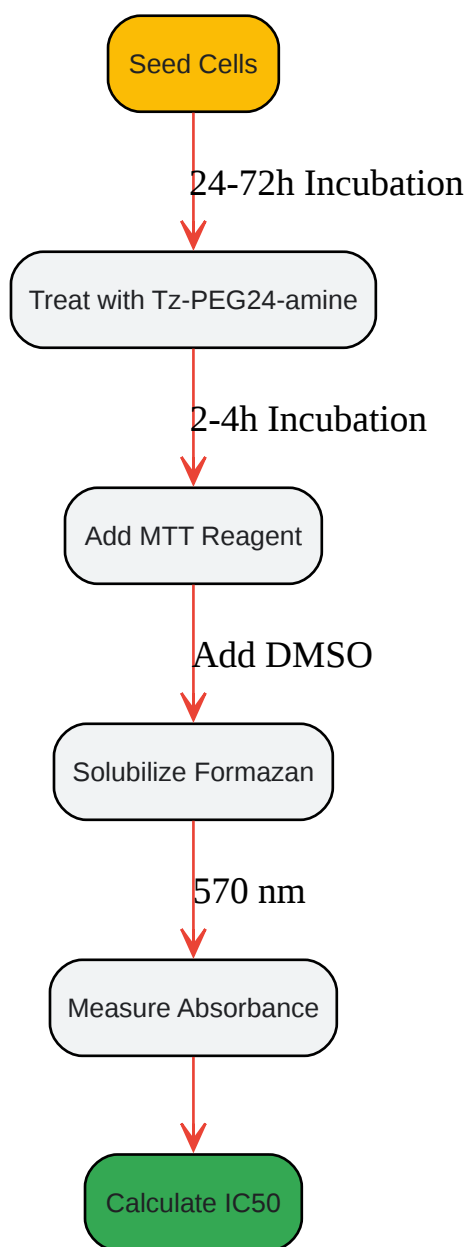 Seed Cells
24-72h Incubation
Treat with Tz-PEG24-amine
2-4h Incubation
Add MTT Reagent
Add DMSO
Solubilize Formazan
570 nm
Measure Absorbance
Calculate IC50